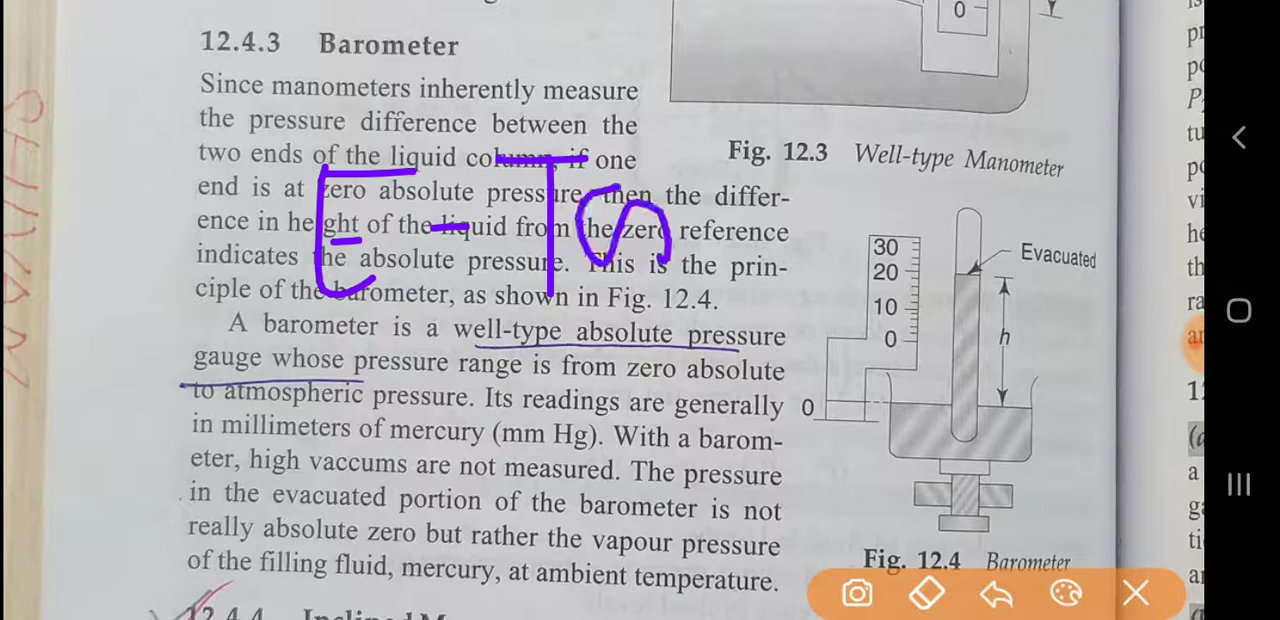 12.4.3 Barometer
Since manometers inherently measure
the pressure difference between the
two ends of the liquid column, if one
end is at zero absolute pressure, then the differ-
ence in height of the liquid from the zero reference
indicates the absolute pressure. This is the prin-
ciple of the barometer, as shown in Fig. 12.4.
A barometer is a well-type absolute pressure
gauge whose pressure range is from zero absolute
to atmospheric pressure. Its readings are generally
in millimeters of mercury (mm Hg). With a barom-
eter, high vaccums are not measured. The pressure
in the evacuated portion of the barometer is not
really absolute zero but rather the vapour pressure
of the filling fluid, mercury, at ambient temperature.
12.4.4 Inclined
ETS
0
Fig. 12.3 Well-type Manometer
Evacuated
30
20
10
0
h
0
Fig. 12.4 Barometer
SHIVAM